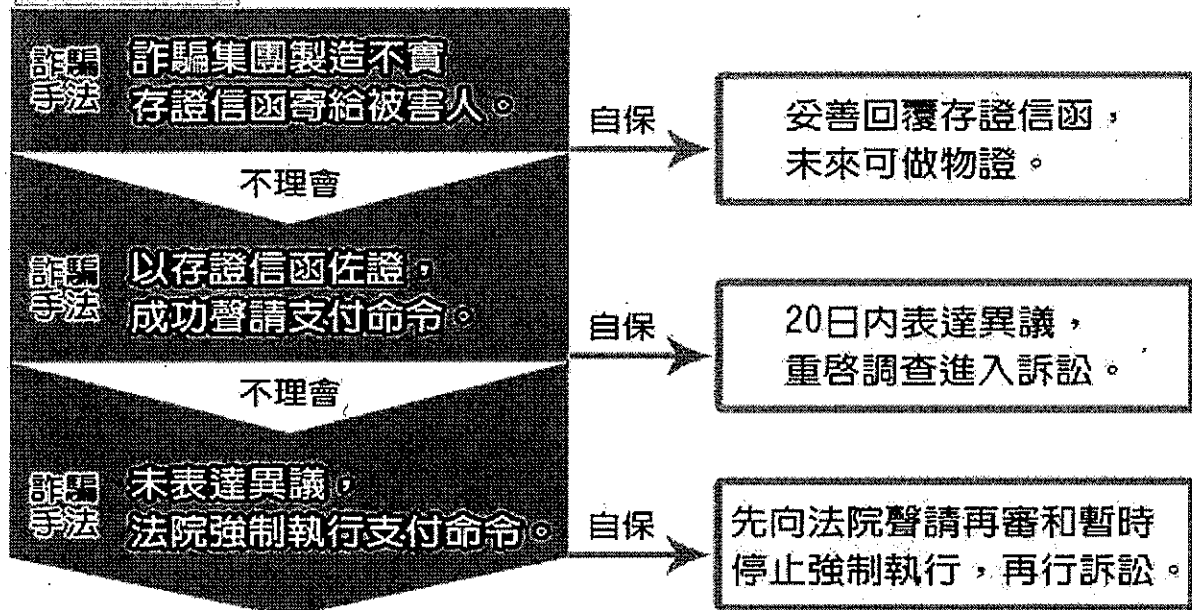 詐騙
手法
詐騙集團製造不實
存證信函寄給被害人。
自保
妥善回覆存證信函，
未來可做物證。
不理會
詐騙
手法
以存證信函佐證，
成功聲請支付命令。
自保
20日內表達異議，
重啓調查進入訴訟。
不理會
詐騙
手法
未表達異議，
法院強制執行支付命令。
自保
先向法院聲請再審和暫時
停止強制執行，再行訴訟。